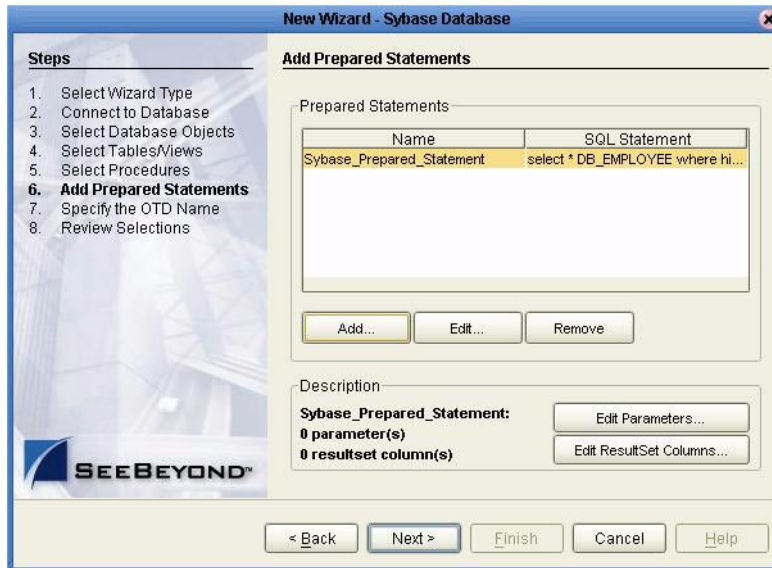 New Wizard - Sybase Database
Steps
1. Select Wizard Type
2. Connect to Database
3. Select Database Objects
4. Select Tables/Views
5. Select Procedures
6. Add Prepared Statements
7. Specify the OTD Name
8. Review Selections
SEEBEYOND™
Add Prepared Statements
Prepared Statements
Name SQL Statement
Sybase_Prepared_Statement select * DB_EMPLOYEE where hi...
Add... Edit... Remove
Description
Sybase_Prepared_Statement:
0 parameter(s)
0 resultset column(s)
Edit Parameters...
Edit ResultSet Columns...
< Back Next > Finish Cancel Help